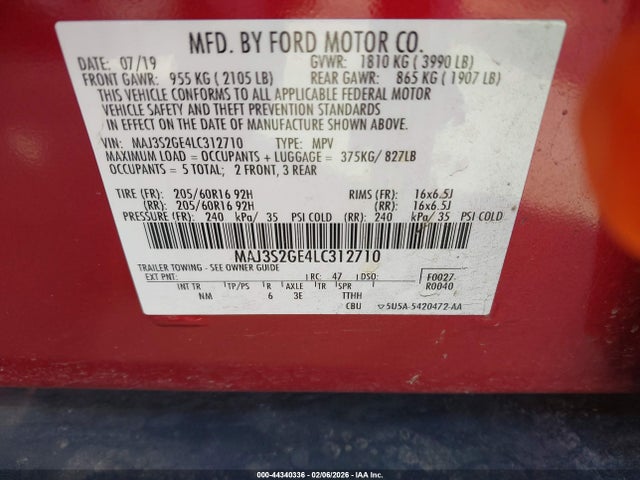 MFD. BY FORD MOTOR CO.
DATE: 07/19 GVWR: 1810 KG ( 3990 LB)
FRONT GAWR: 955 KG ( 2105 LB) REAR GAWR: 865 KG ( 1907 LB)
THIS VEHICLE CONFORMS TO ALL APPLICABLE FEDERAL MOTOR
VEHICLE SAFETY AND THEFT PREVENTION STANDARDS
IN EFFECT ON THE DATE OF MANUFACTURE SHOWN ABOVE.
VIN: MAJ3S2GE4LC312710 TYPE: MPV
MAXIMUM LOAD = OCCUPANTS + LUGGAGE = 375KG/ 827LB
OCCUPANTS = 5 TOTAL; 2 FRONT, 3 REAR
TIRE (FR): 205/60R16 92H RIMS (FR): 16x6.5J
(RR): 205/60R16 92H (RR): 16x6.5J
PRESSURE (FR): 240 kPa/ 35 PSI COLD (RR): 240 kPa/ 35 PSI COLD
MAJ3S2GE4LC312710
TRAILER TOWING - SEE OWNER GUIDE
EXT PNT: RC: 47 DSO: F0027-
R0040
INT TR TP/PS R AXLE TR SPR
NM 6 3E TTHH
CBU 5U5A-5420472-AA
000-44340336 - 02/06/2026 - IAA Inc.